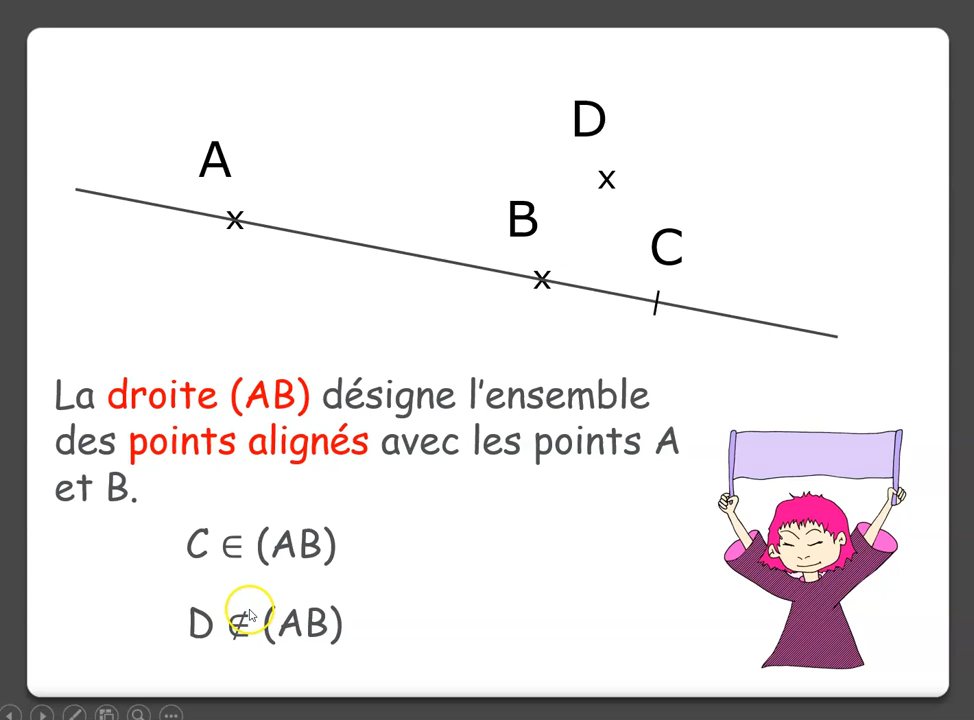 D
A
B
C
La droite (AB) désigne l'ensemble
des points alignés avec les points A
et B.
C ∈ (AB)
D ∉ (AB)